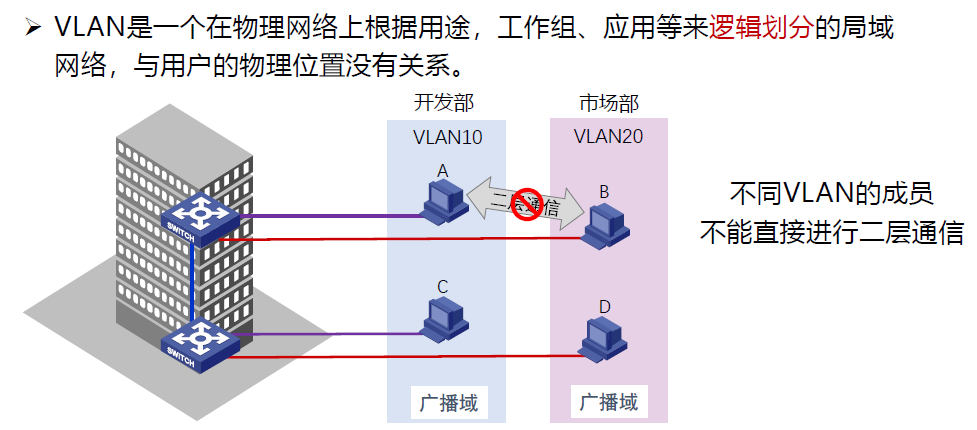 ➢ VLAN是一个在物理网络上根据用途，工作组、应用等来逻辑划分的局域
网络，与用户的物理位置没有关系。
开发部
市场部
VLAN10
VLAN20
A
二层通信
B
不同VLAN的成员
不能直接进行二层通信
SWITCH
C
D
SWITCH
广播域
广播域